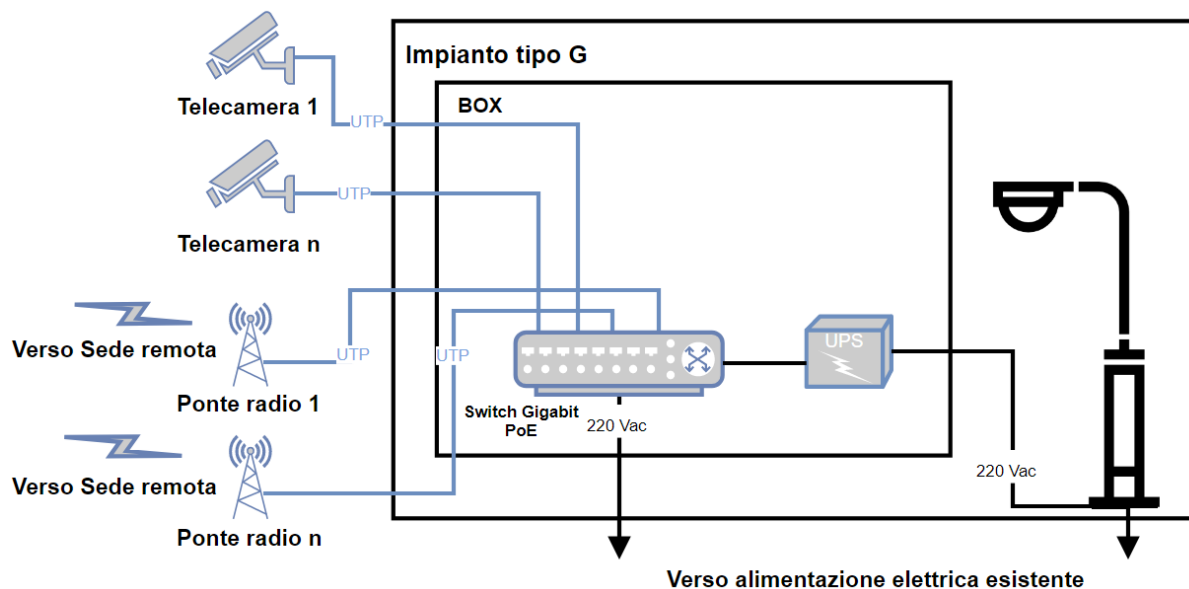 Impianto tipo G
BOX
Telecamera 1
UTP
UTP
Telecamera n
Verso Sede remota
UTP
UTP
UPS
Ponte radio 1
Switch Gigabit
PoE
220 Vac
220 Vac
Verso Sede remota
Ponte radio n
Verso alimentazione elettrica esistente